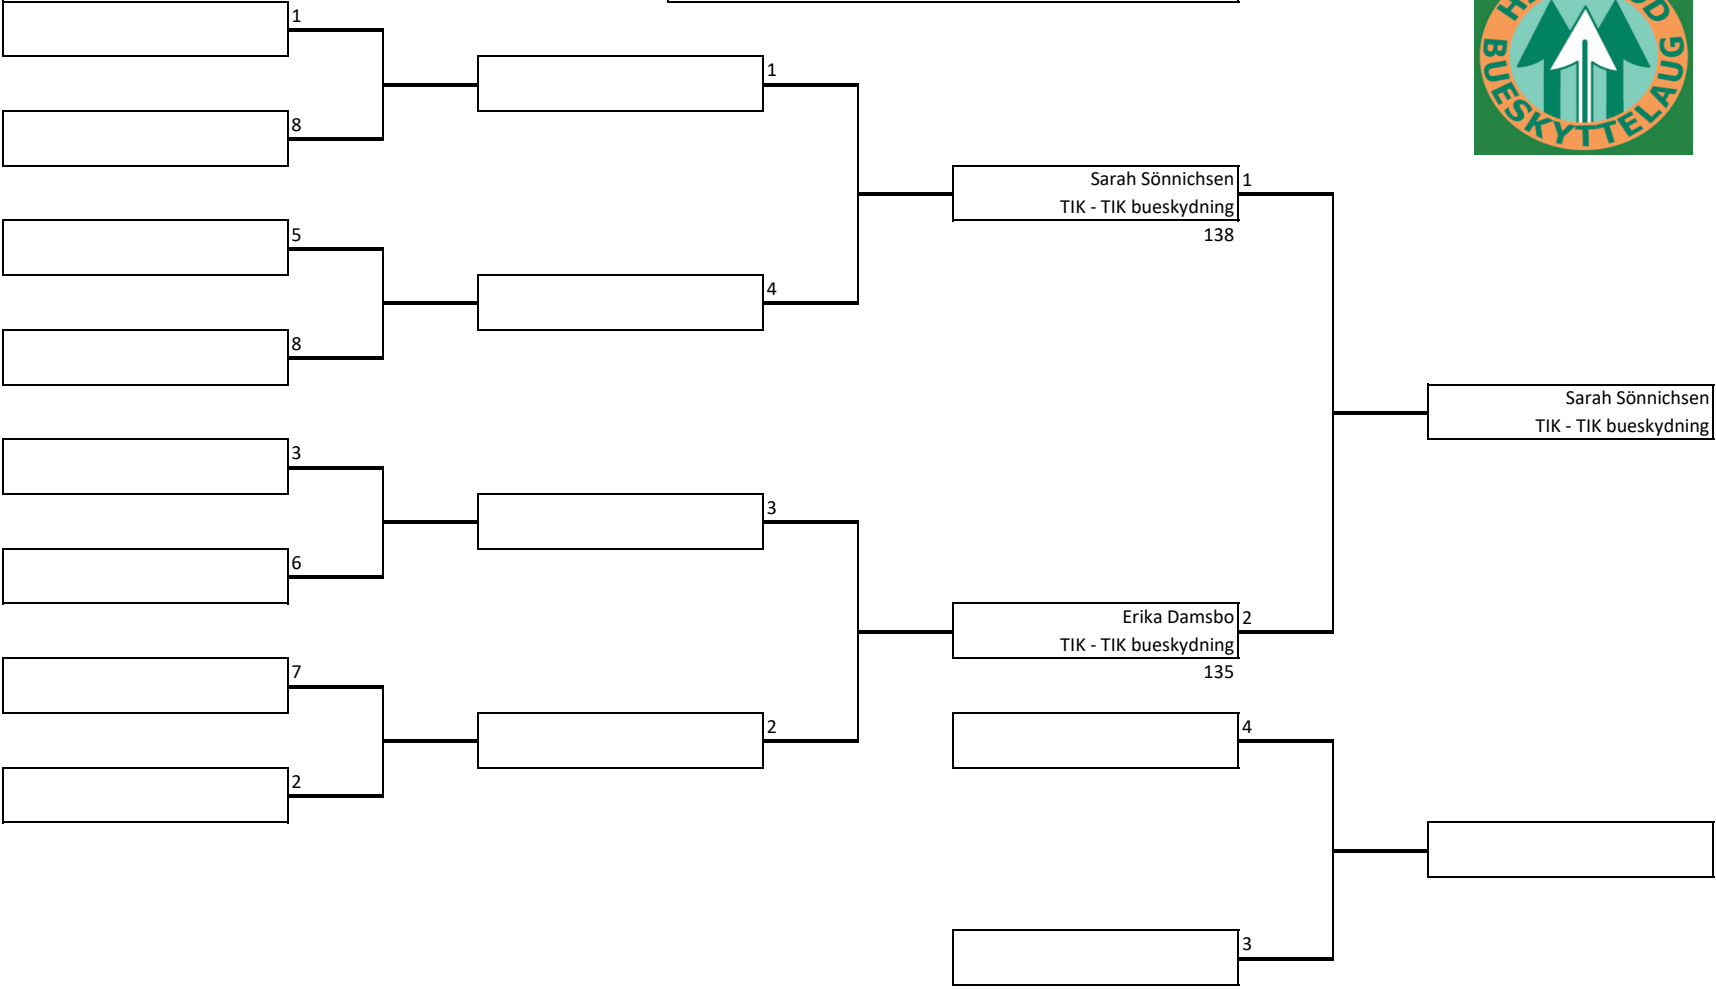 1
8
5
8
3
6
7
2
1
4
3
2
Sarah Sönnichsen 1
TIK - TIK bueskydning
138
Erika Damsbo 2
TIK - TIK bueskydning
135
4
3
Sarah Sönnichsen
TIK - TIK bueskydning
BUESKYTTELAUG